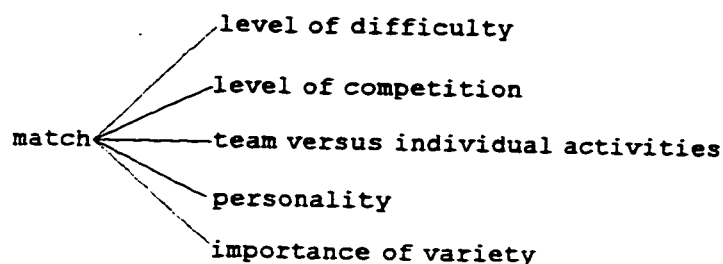 level of difficulty
level of competition
match
team versus individual activities
personality
importance of variety